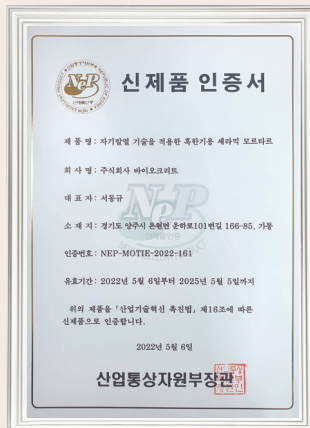 NeP
신제품 인증서
제 품 명 : 자기발열 기술을 적용한 혹한기용 세라믹 모르타르
회 사 명 : 주식회사 바이오크리트
대 표 자 : 서동규
소 재 지 : 경기도 양주시 은현면 운하로101번길 166-85, 가동
인증번호 : NEP-MOTIE-2022-161
유효기간 : 2022년 5월 6일부터 2025년 5월 5일까지
위의 제품을 「산업기술혁신 촉진법」 제16조에 따른
신제품으로 인증합니다.
2022년 5월 6일
산업통상자원부장관